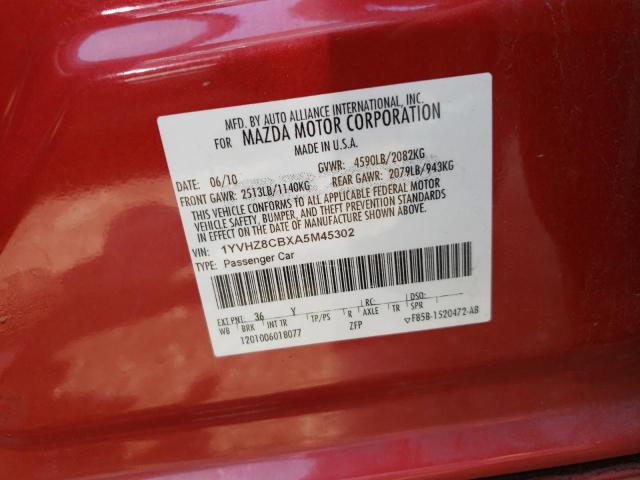 MFD. BY AUTO ALLIANCE INTERNATIONAL, INC.
FOR MAZDA MOTOR CORPORATION
MADE IN U.S.A.
DATE: 06/10 GVWR: 4590LB/2082KG
FRONT GAWR: 2513LB/1140KG REAR GAWR: 2079LB/943KG
THIS VEHICLE CONFORMS TO ALL APPLICABLE FEDERAL MOTOR
VEHICLE SAFETY, BUMPER, AND THEFT PREVENTION
STANDARDS IN EFFECT ON THE DATE OF MANUFACTURE
SHOWN ABOVE.
VIN: 1YVHZ8CBXA5M45302
TYPE: Passenger Car
EXT PNT: 36 Y RC: DSO:
WB BRK INT TR TP/PS R AXLE TR SPR
1201006018077 ZFP F85B-1520472-AB